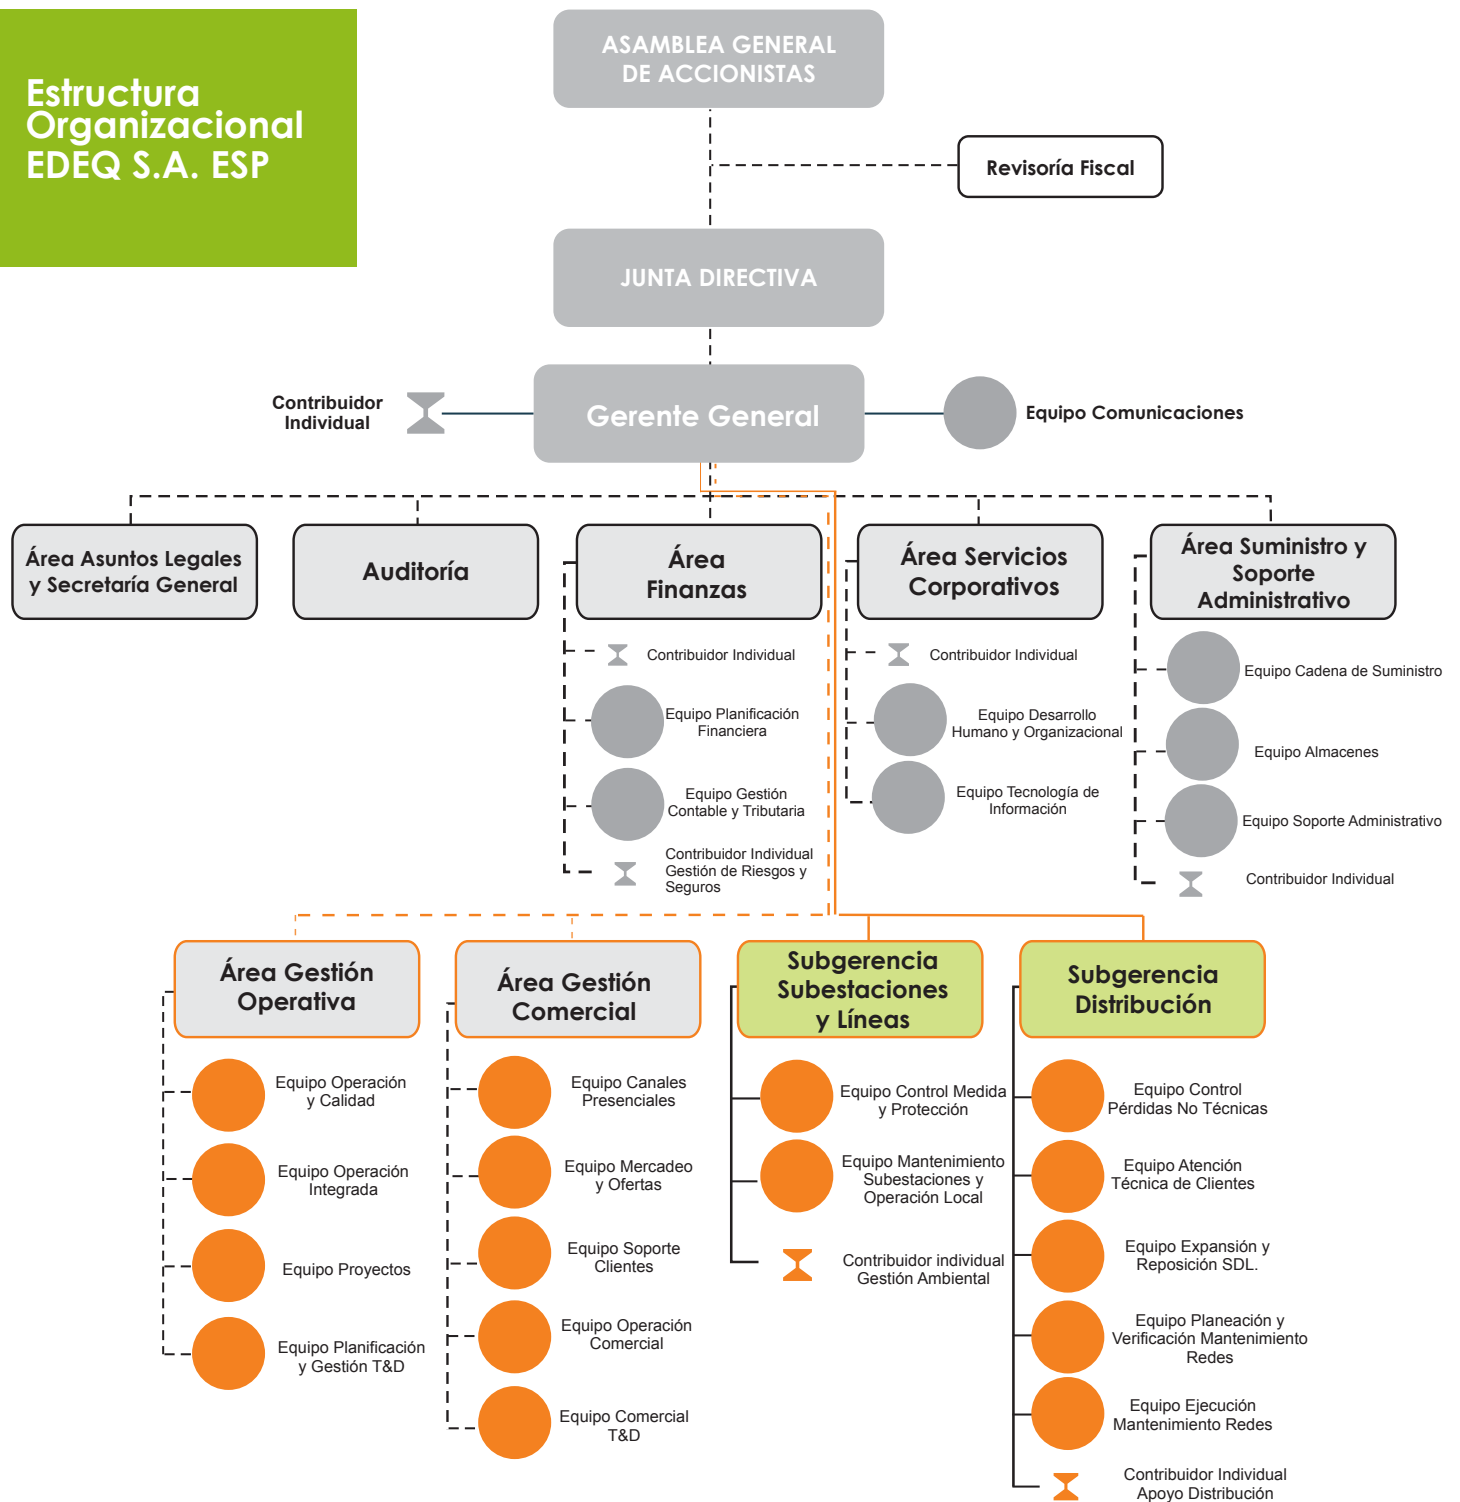 Estructura
Organizacional
EDEQ S.A. ESP
ASAMBLEA GENERAL
DE ACCIONISTAS
Revisoría Fiscal
JUNTA DIRECTIVA
Contribuidor
Individual
Gerente General
Equipo Comunicaciones
Área Asuntos Legales
y Secretaría General
Auditoría
Área
Finanzas
Área Servicios
Corporativos
Área Suministro y
Soporte
Administrativo
Contribuidor Individual
Equipo Planificación
Financiera
Equipo Gestión
Contable y Tributaria
Contribuidor Individual
Gestión de Riesgos y
Seguros
Contribuidor Individual
Equipo Desarrollo
Humano y Organizacional
Equipo Tecnología de
Información
Equipo Cadena de Suministro
Equipo Almacenes
Equipo Soporte Administrativo
Contribuidor Individual
Área Gestión
Operativa
Área Gestión
Comercial
Subgerencia
Subestaciones
y Líneas
Subgerencia
Distribución
Equipo Operación
y Calidad
Equipo Operación
Integrada
Equipo Proyectos
Equipo Planificación
y Gestión T&D
Equipo Canales
Presenciales
Equipo Mercadeo
y Ofertas
Equipo Soporte
Clientes
Equipo Operación
Comercial
Equipo Comercial
T&D
Equipo Control Medida
y Protección
Equipo Mantenimiento
Subestaciones y
Operación Local
Contribuidor individual
Gestión Ambiental
Equipo Control
Pérdidas No Técnicas
Equipo Atención
Técnica de Clientes
Equipo Expansión y
Reposición SDL.
Equipo Planeación y
Verificación Mantenimiento
Redes
Equipo Ejecución
Mantenimiento Redes
Contribuidor Individual
Apoyo Distribución